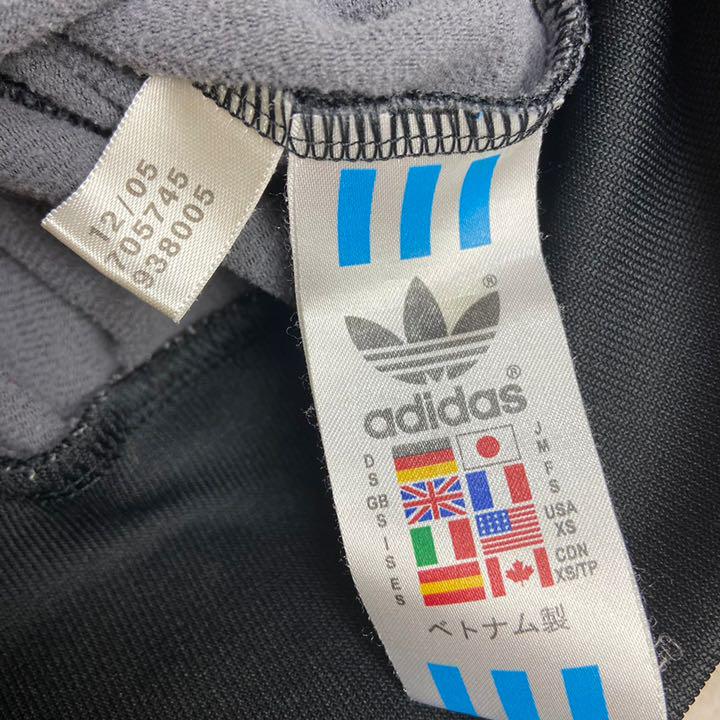 12/05
705745
938005
®
adidas®
D
S
J
M
GB
S
F
S
I
S
USA
XS
E
S
CDN
XS/TP
ベトナム製